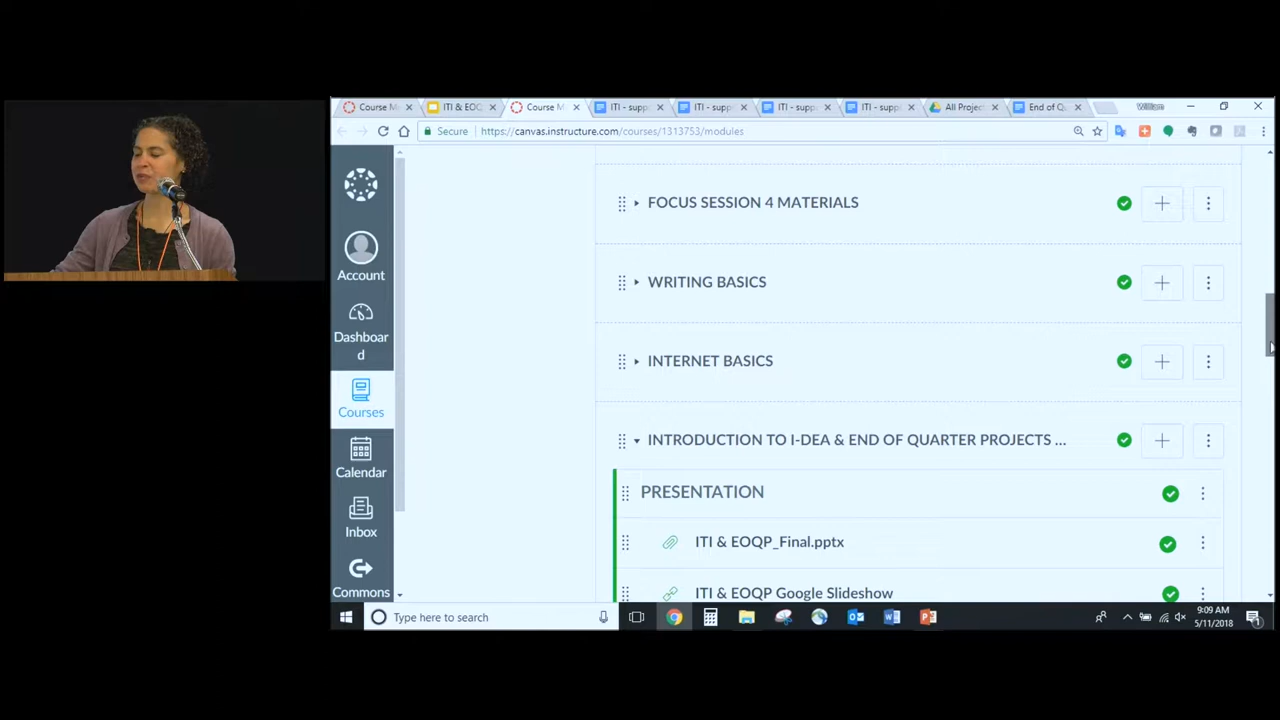 Course M
ITI & EOQ
Course M
ITI - supp
ITI - supp
ITI - supp
ITI - supp
All Projec
End of Q
William
Secure
https://canvas.instructure.com/courses/1313753/modules
Account
Dashboar
d
Courses
Calendar
Inbox
Commons
FOCUS SESSION 4 MATERIALS
WRITING BASICS
INTERNET BASICS
INTRODUCTION TO I-DEA & END OF QUARTER PROJECTS ...
PRESENTATION
ITI & EOQP_Final.pptx
ITI & EOQP Google Slideshow
Type here to search
9:09 AM
5/11/2018